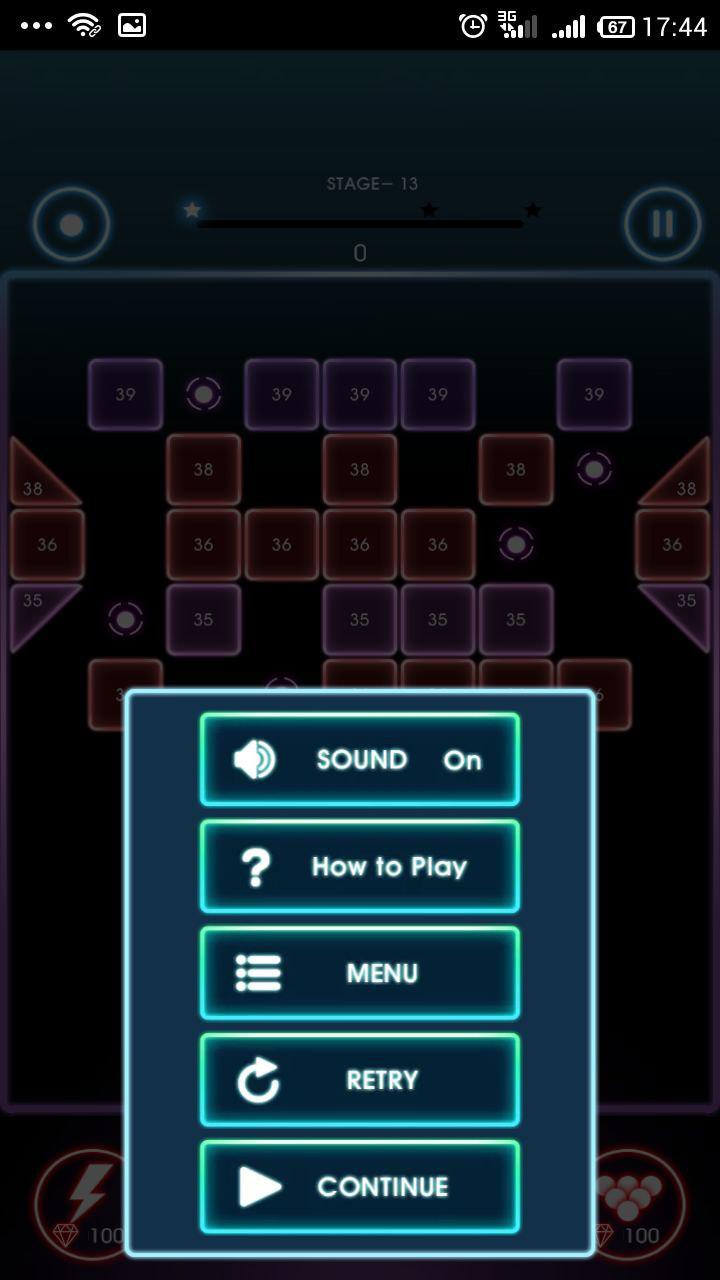 3G 67 17:44
STAGE- 13
0
39 39 39 39 39
38 38 38 38 38
36 36 36 36 36 36
35 35 35 35 35 35
SOUND On
How to Play
MENU
RETRY
CONTINUE
100 100